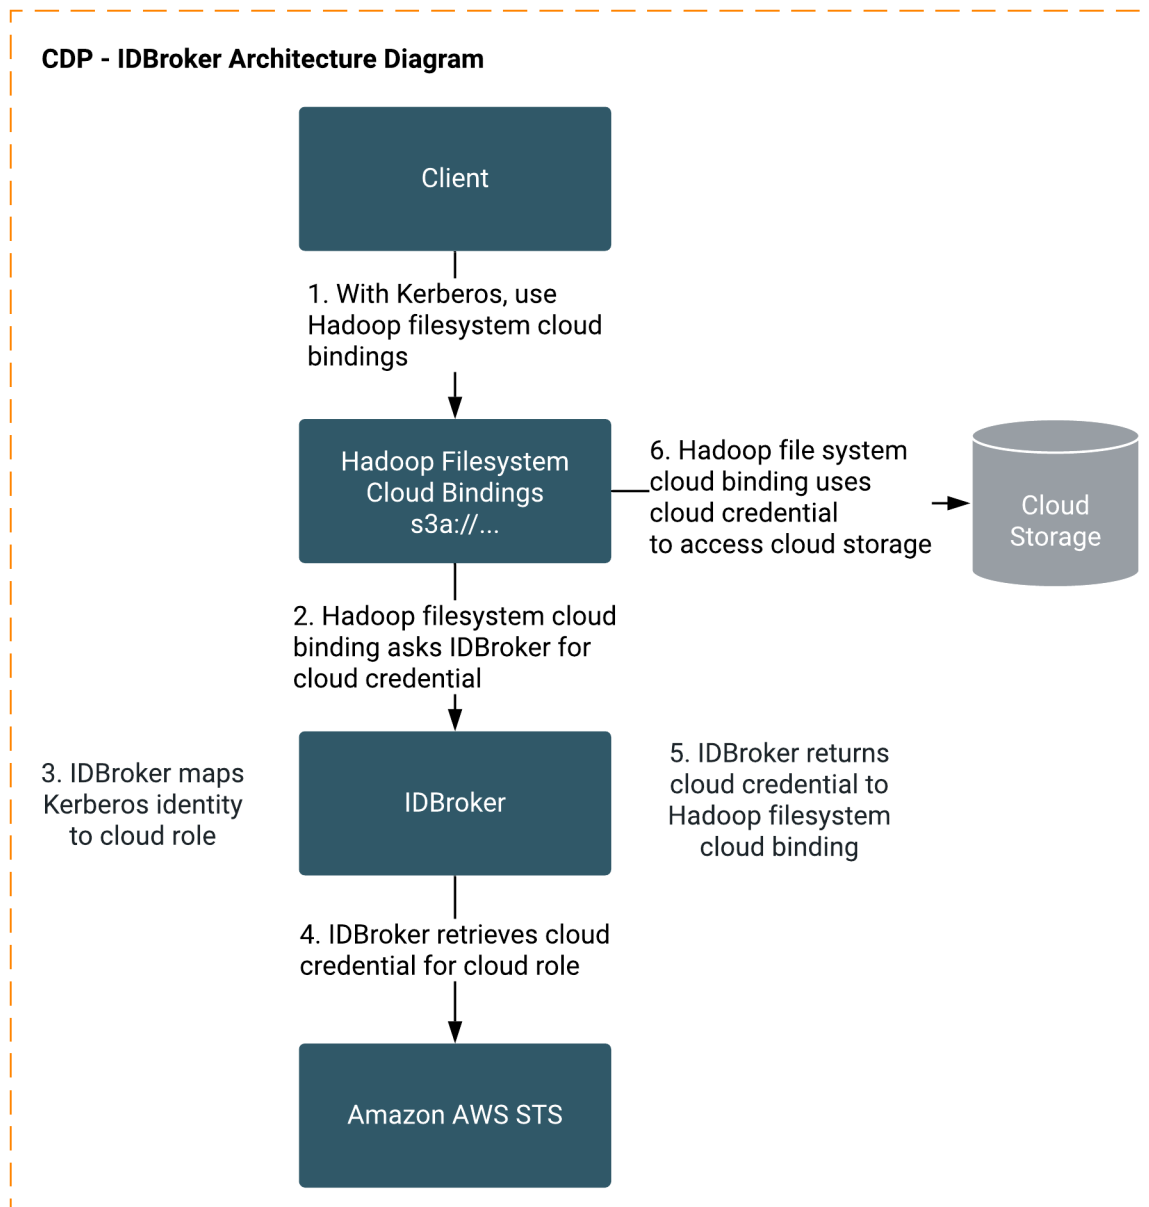 CDP - IDBroker Architecture Diagram
Client
1. With Kerberos, use
Hadoop filesystem cloud
bindings
Hadoop Filesystem
Cloud Bindings
s3a://...
6. Hadoop file system
cloud binding uses
cloud credential
to access cloud storage
Cloud
Storage
2. Hadoop filesystem cloud
binding asks IDBroker for
cloud credential
3. IDBroker maps
Kerberos identity
to cloud role
IDBroker
5. IDBroker returns
cloud credential to
Hadoop filesystem
cloud binding
4. IDBroker retrieves cloud
credential for cloud role
Amazon AWS STS